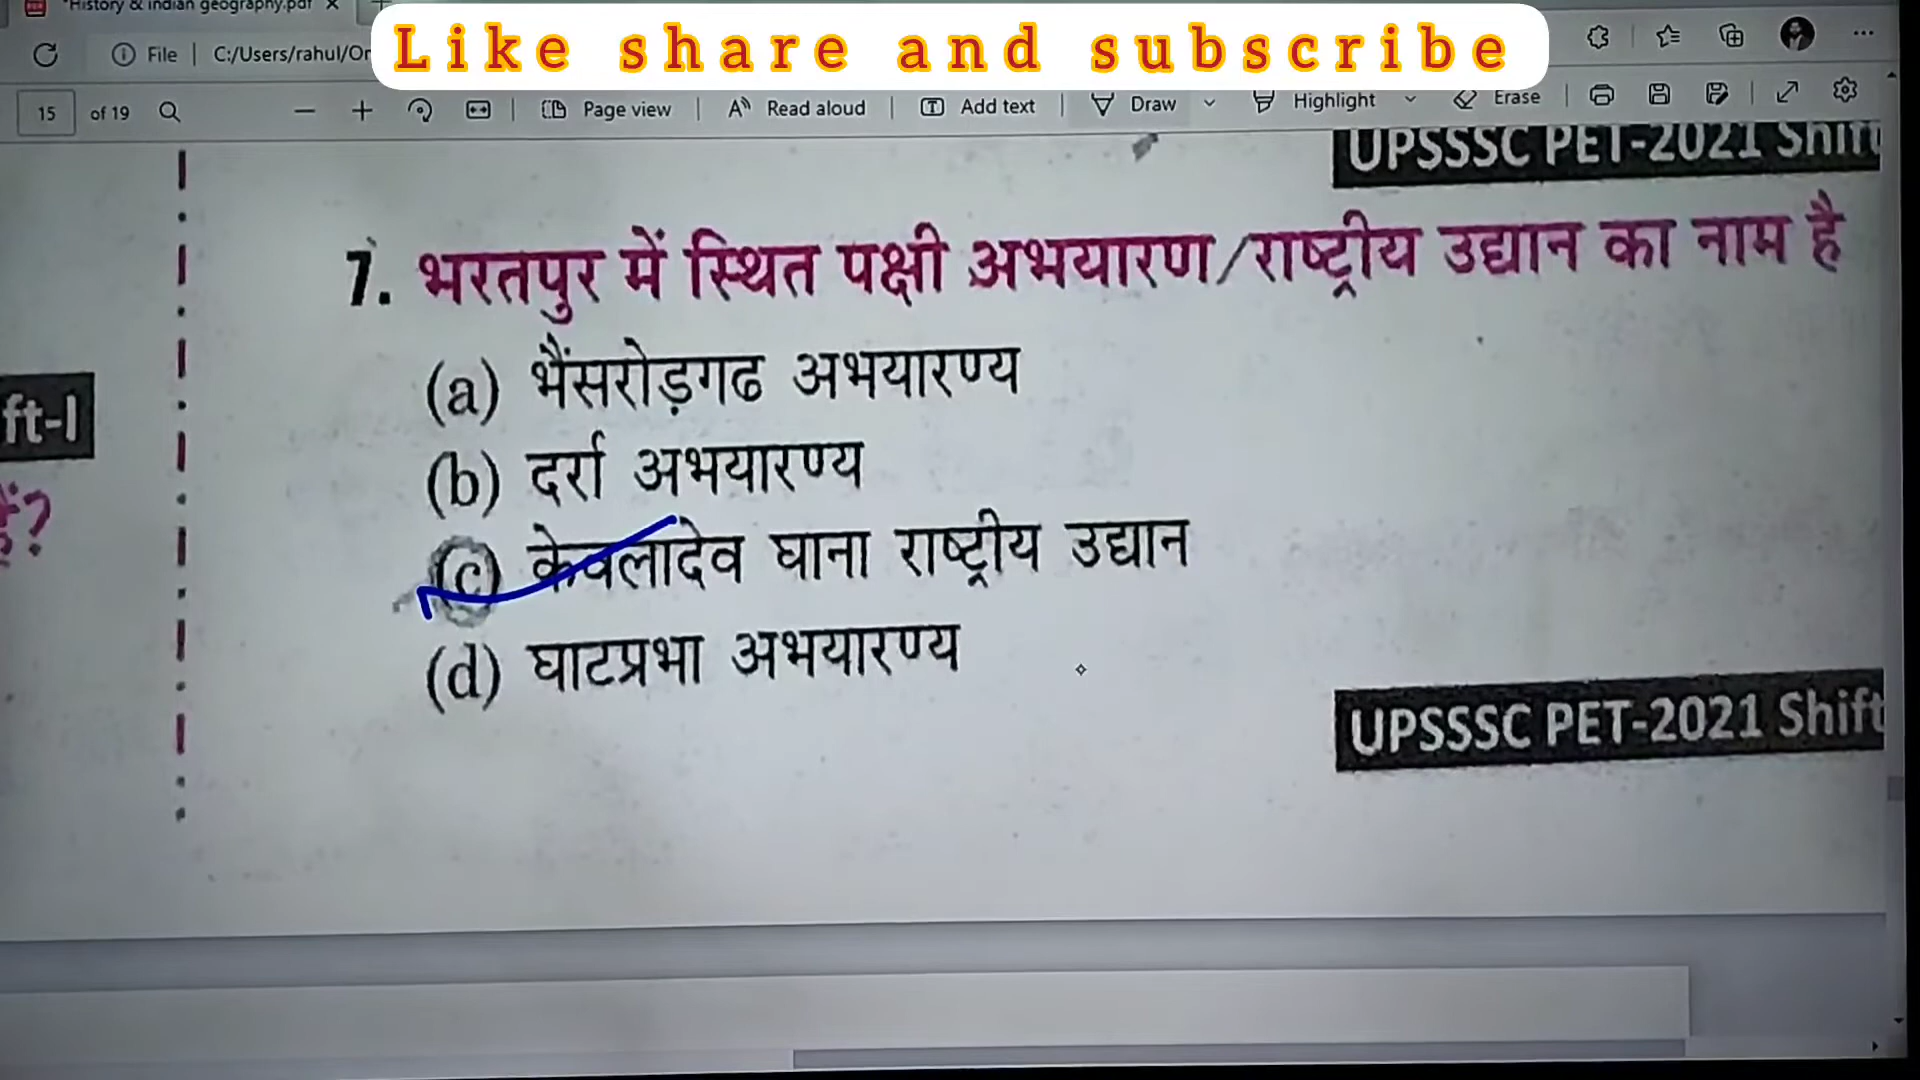 "History & indian geography.pdf
Like share and subscribe
File
C:/Users/rahul/Or
15 of 19
Page view
Read aloud
Add text
Draw
Highlight
Erase
UPSSSC PET-2021 Shift
7. भरतपुर में स्थित पक्षी अभयारण/राष्ट्रीय उद्यान का नाम है
(a) भैंसरोड़गढ अभयारण्य
ft-I
(b) दर्रा अभयारण्य
हैं?
(c) केवलादेव घाना राष्ट्रीय उद्यान
(d) घाटप्रभा अभयारण्य
UPSSSC PET-2021 Shift